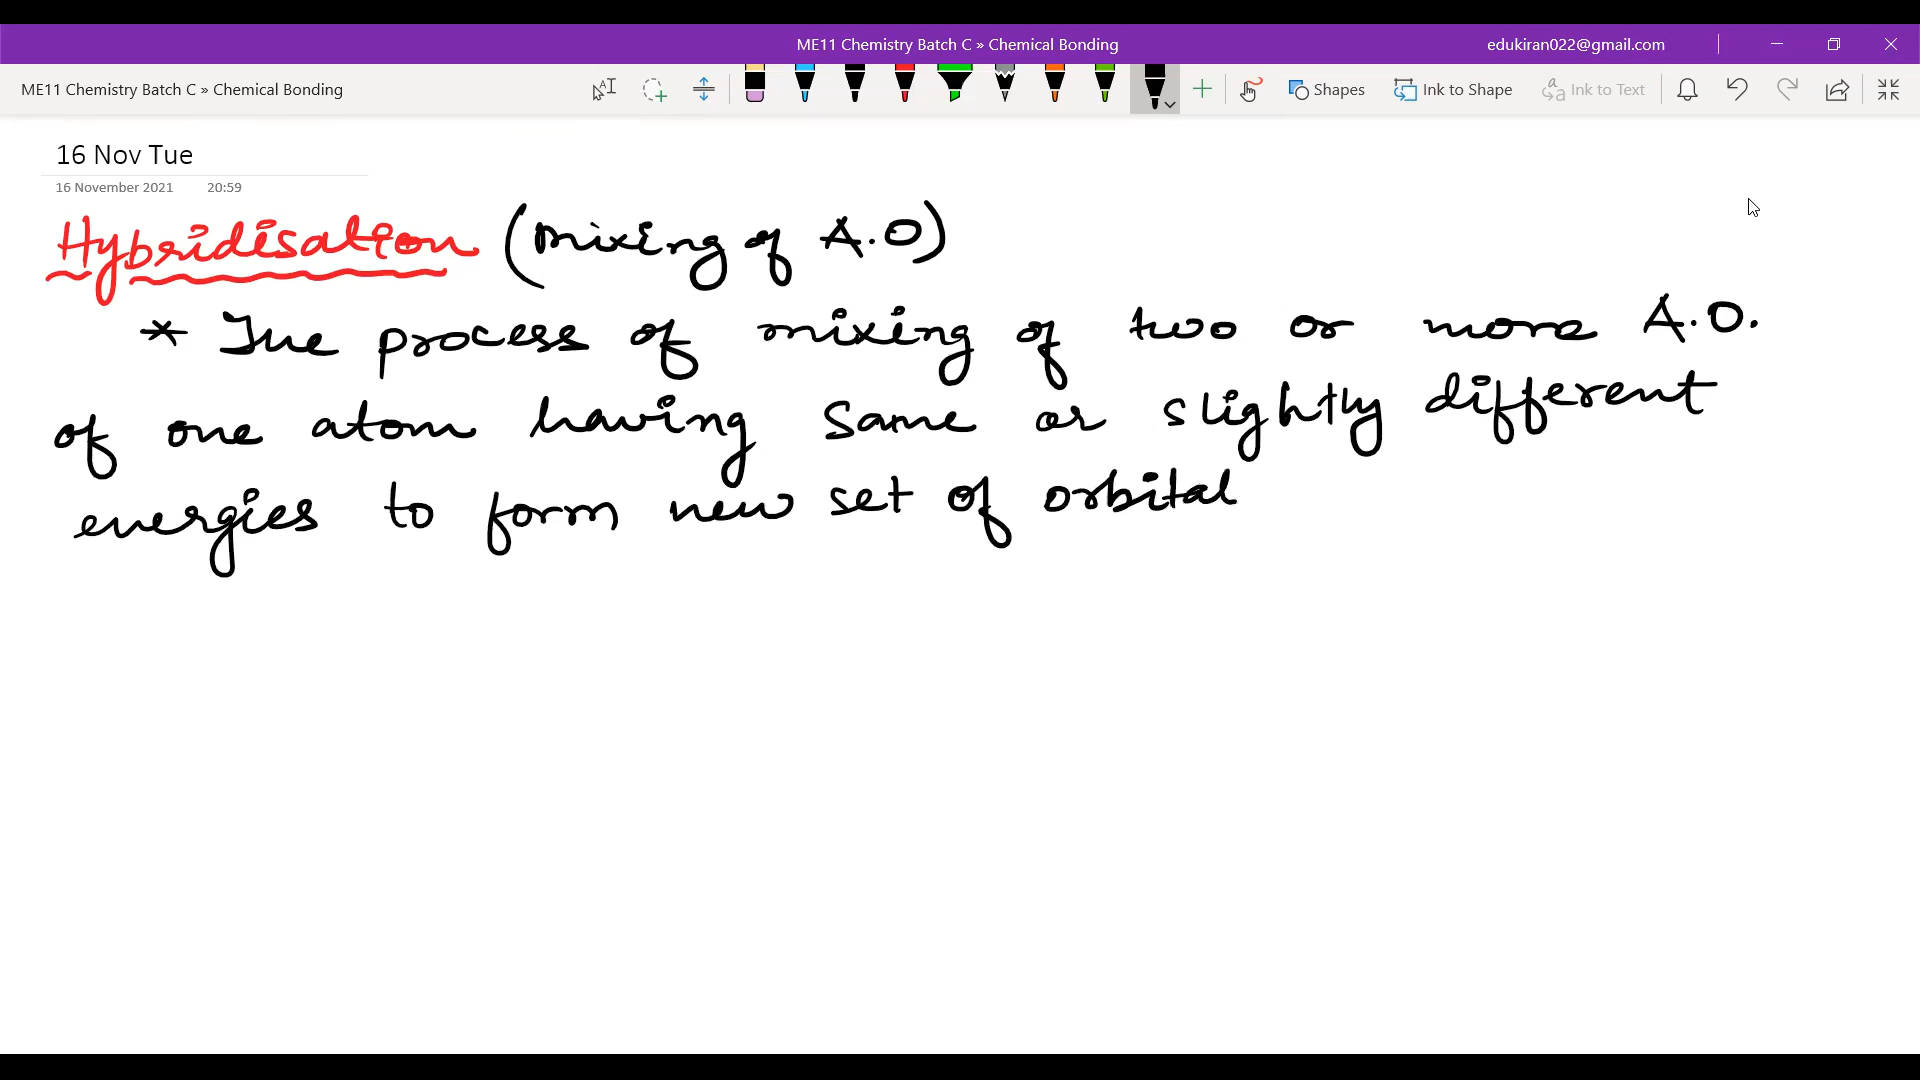 ME11 Chemistry Batch C » Chemical Bonding
edukiran022@gmail.com
ME11 Chemistry Batch C » Chemical Bonding
Shapes
Ink to Shape
Ink to Text
16 Nov Tue
16 November 2021 20:59
Hybridisation (Mixing of A.O)
* The process of mixing of two or more A.O.
of one atom having same or slightly different
energies to form new set of orbital